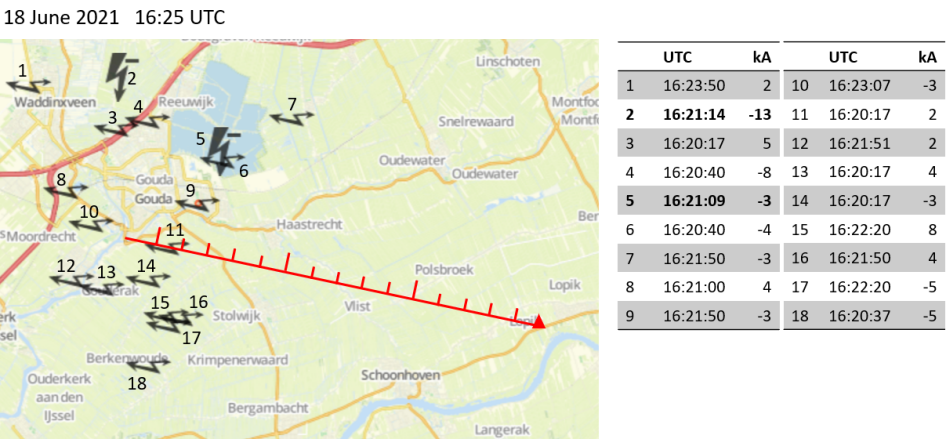 18 June 2021 16:25 UTC
Linschoten
1
2
Waddinxveen
Reeuwijk
7
4
3
Montfoo
Montfo
Snelrewaard
5
6
Oudewater
Oudewater
8
Gouda
Gouda
9
10
Haastrecht
Ber
Moordrecht
11
12
13
14
Polsbroek
Gouderak
Lopik
15
16
Stolwijk
Vlist
Lopik
17
erk
sel
Berkenwoude
Krimpenerwaard
18
Ouderkerk
aan den
IJssel
Schoonhoven
Bergambacht
Langerak
UTC kA UTC kA
1 16:23:50 2 10 16:23:07 -3
2 16:21:14 -13 11 16:20:17 2
3 16:20:17 5 12 16:21:51 2
4 16:20:40 -8 13 16:20:17 4
5 16:21:09 -3 14 16:20:17 -3
6 16:20:40 -4 15 16:22:20 8
7 16:21:50 -3 16 16:21:50 4
8 16:21:00 4 17 16:22:20 -5
9 16:21:50 -3 18 16:20:37 -5